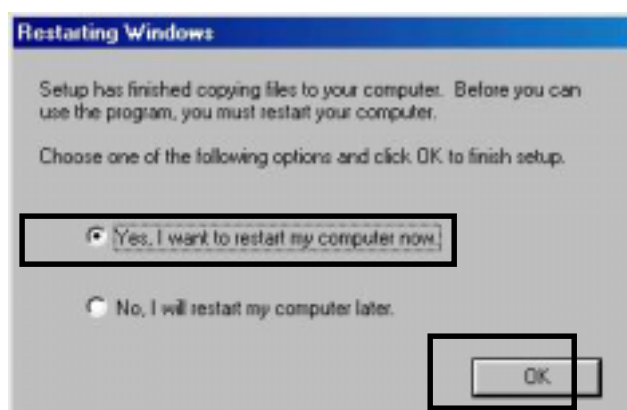 Restarting Windows
Setup has finished copying files to your computer. Before you can
use the program, you must restart your computer.
Choose one of the following options and click OK to finish setup.
Yes, I want to restart my computer now.
No, I will restart my computer later.
OK